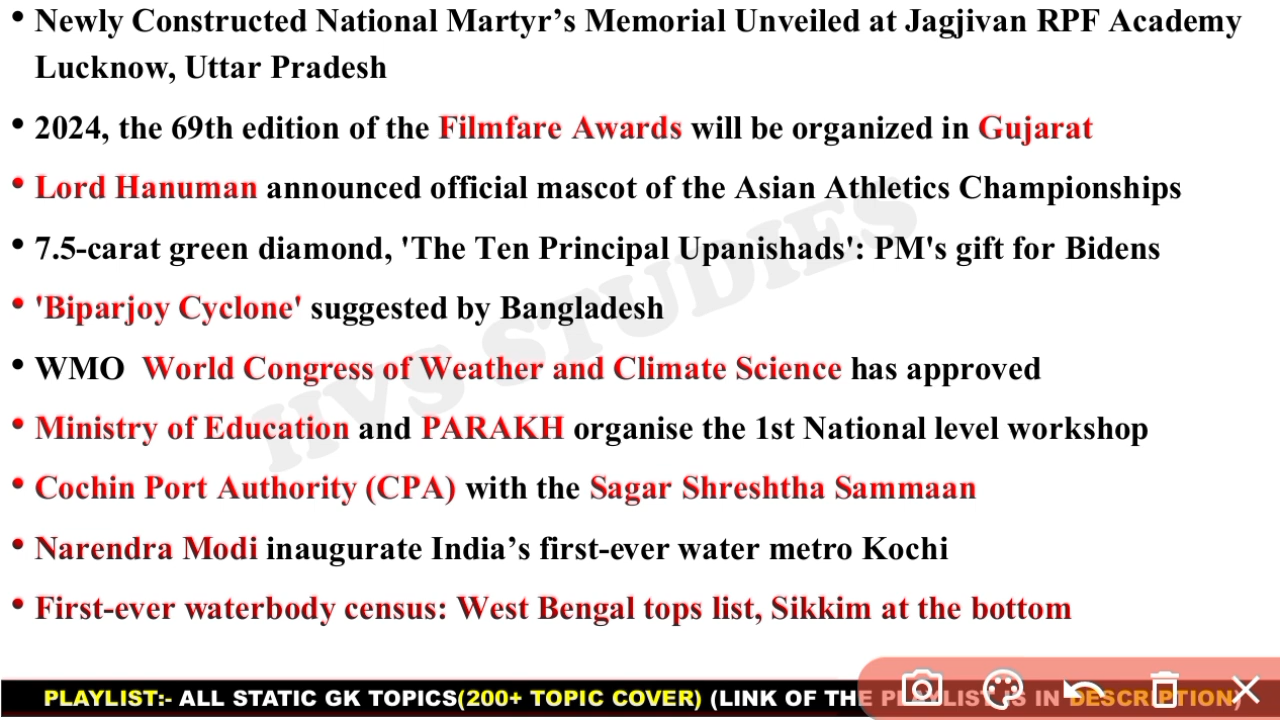 • Newly Constructed National Martyr’s Memorial Unveiled at Jagjivan RPF Academy
Lucknow, Uttar Pradesh
• 2024, the 69th edition of the Filmfare Awards will be organized in Gujarat
• Lord Hanuman announced official mascot of the Asian Athletics Championships
• 7.5-carat green diamond, 'The Ten Principal Upanishads': PM's gift for Bidens
• 'Biparjoy Cyclone' suggested by Bangladesh
• WMO World Congress of Weather and Climate Science has approved
• Ministry of Education and PARAKH organise the 1st National level workshop
• Cochin Port Authority (CPA) with the Sagar Shreshtha Sammaan
• Narendra Modi inaugurate India’s first-ever water metro Kochi
• First-ever waterbody census: West Bengal tops list, Sikkim at the bottom
HVS STUDIES
PLAYLIST:- ALL STATIC GK TOPICS(200+ TOPIC COVER) (LINK OF THE PLAYLIST IS IN DESCRIPTION)